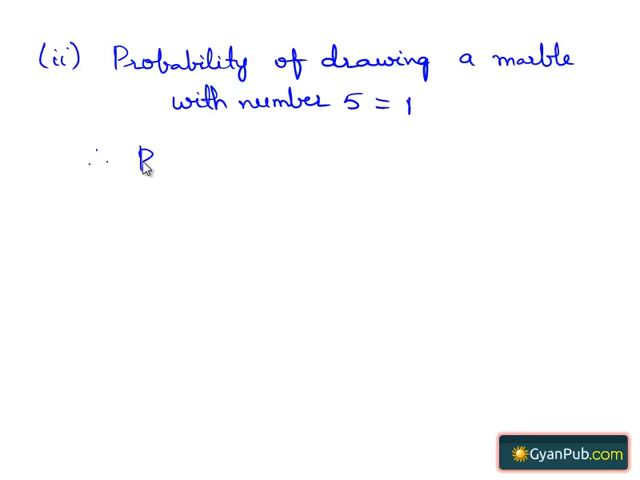 (ii) Probability of drawing a marble
with number 5 = 1
∴ P
GyanPub.com